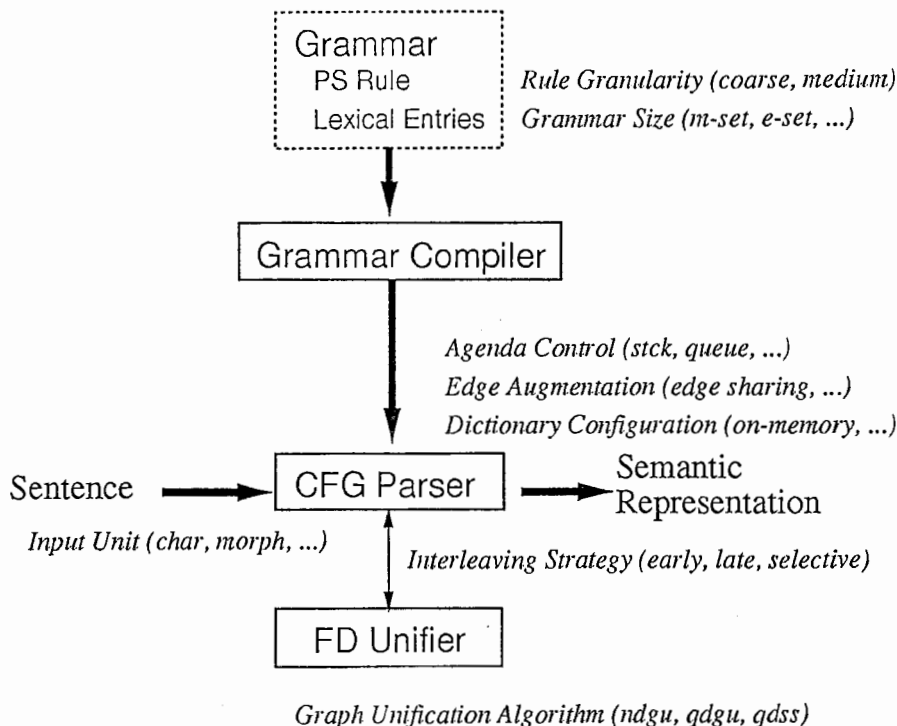 Grammar
PS Rule
Rule Granularity (coarse, medium)
Lexical Entries
Grammar Size (m-set, e-set, ...)
Grammar Compiler
Agenda Control (stck, queue, ...)
Edge Augmentation (edge sharing, ...)
Dictionary Configuration (on-memory, ...)
Sentence
CFG Parser
Semantic
Representation
Input Unit (char, morph, ...)
Interleaving Strategy (early, late, selective)
FD Unifier
Graph Unification Algorithm (ndgu, qdgu, qdss)